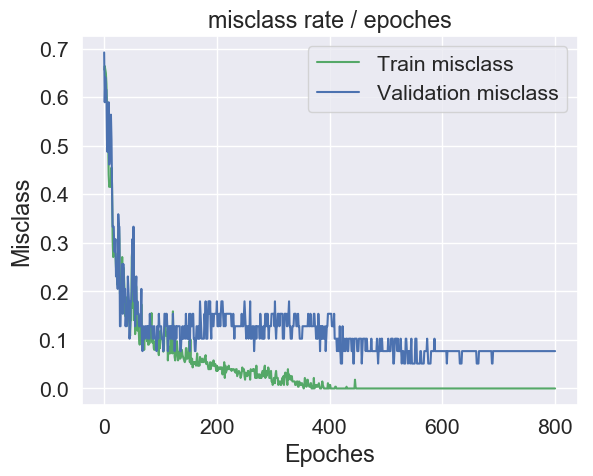 misclass rate / epoches
Train misclass
Validation misclass
Misclass
0.7
0.6
0.5
0.4
0.3
0.2
0.1
0.0
0 200 400 600 800
Epoches